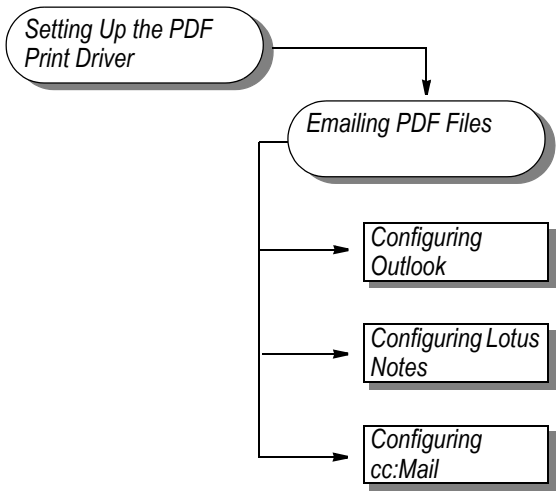 Setting Up the PDF
Print Driver
Emailing PDF Files
Configuring
Outlook
Configuring Lotus
Notes
Configuring
cc:Mail